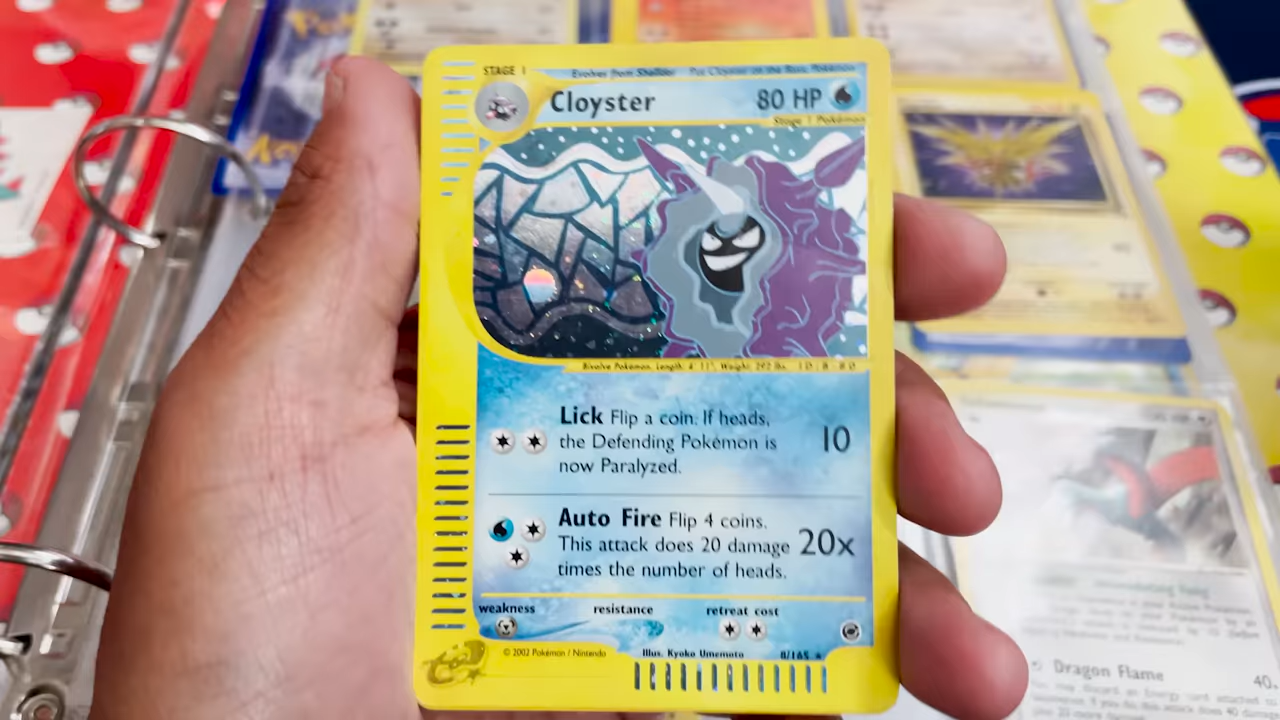 STAGE 1 Evolves from Shellder Put Cloyster on the Basic Pokémon
Cloyster 80 HP
Stage 1 Pokémon
Bivolve Pokémon. Length: 4' 11", Weight: 292 lbs.
Lick Flip a coin. If heads,
the Defending Pokémon is
now Paralyzed.
10
Auto Fire Flip 4 coins.
This attack does 20 damage
times the number of heads.
20x
weakness resistance retreat cost
© 2002 Pokémon / Nintendo Illus. Kyoko Umemoto 8/165 ★
Dragon Flame 40